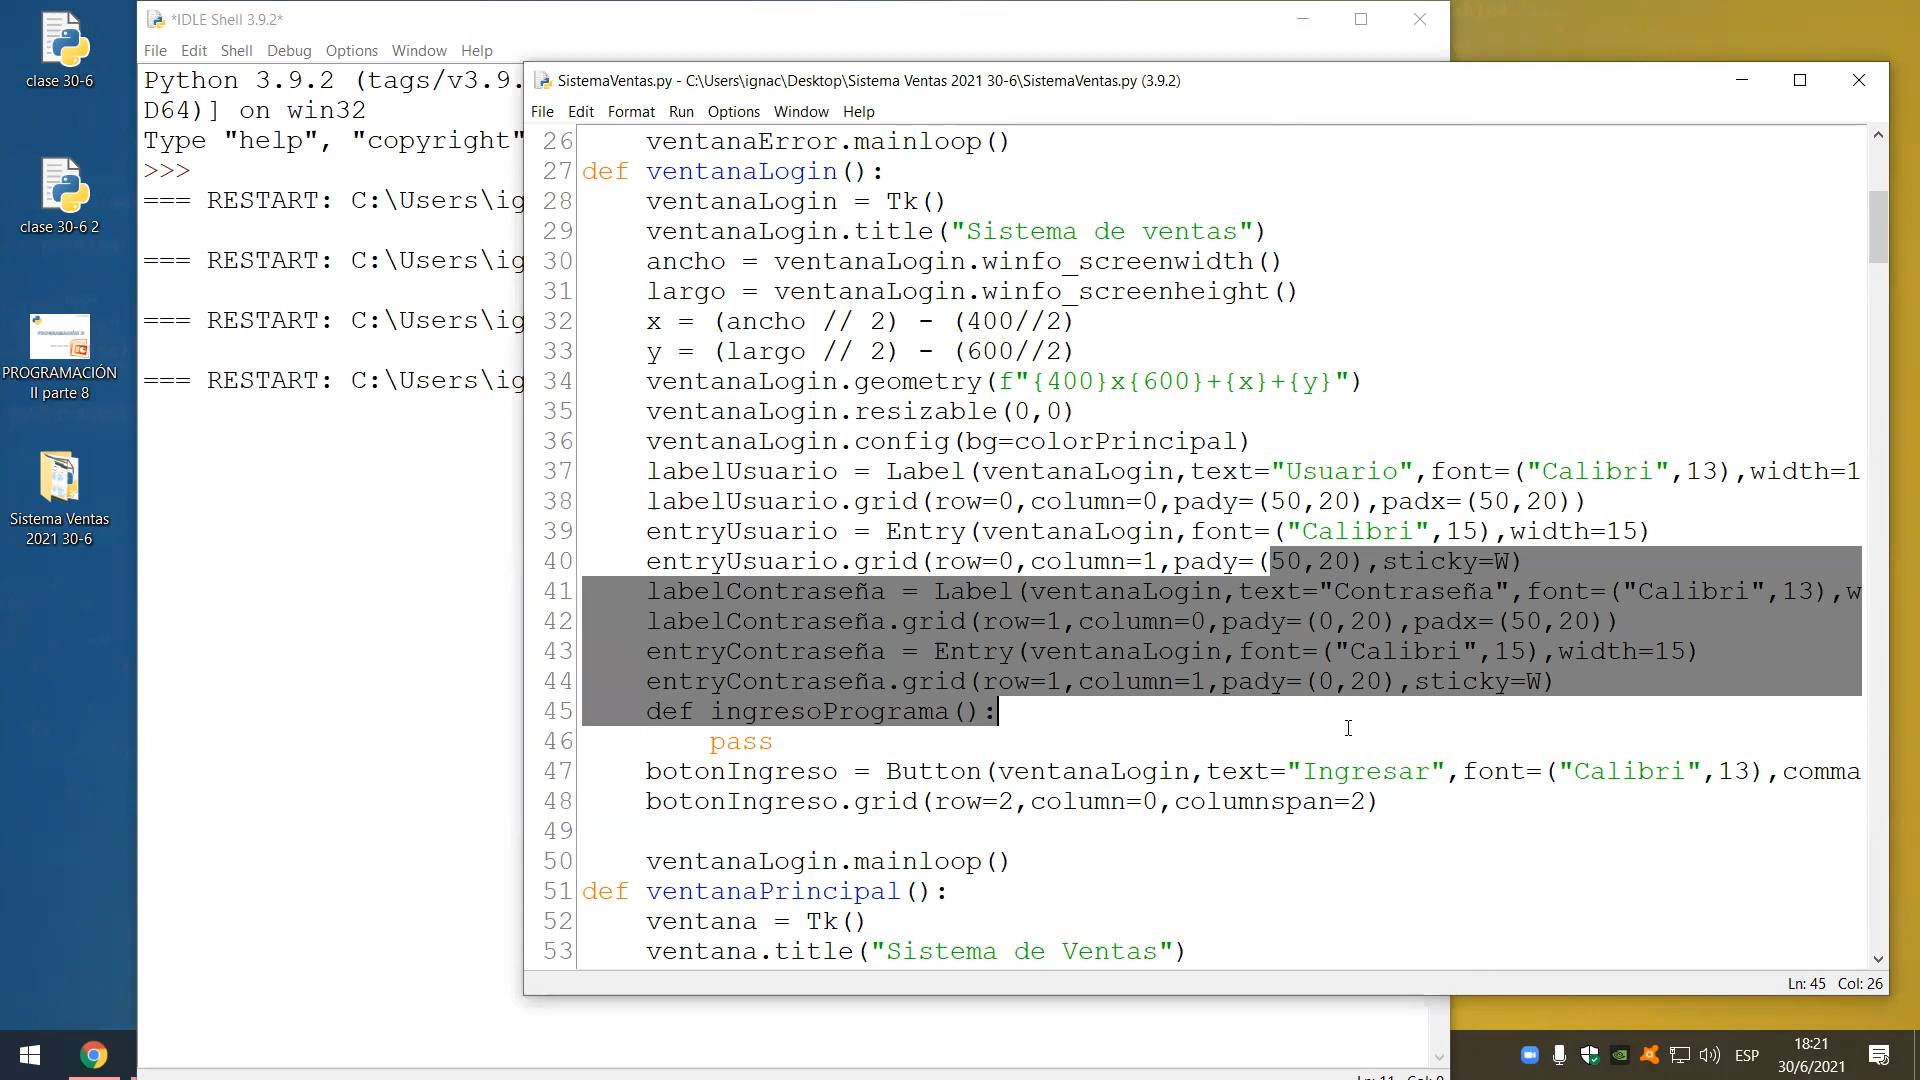 clase 30-6
clase 30-6 2
PROGRAMACIÓN
II parte 8
Sistema Ventas
2021 30-6
*IDLE Shell 3.9.2*
File Edit Shell Debug Options Window Help
Python 3.9.2 (tags/v3.9.
D64)] on win32
Type "help", "copyright"
>>>
=== RESTART: C:\Users\ig
=== RESTART: C:\Users\ig
=== RESTART: C:\Users\ig
=== RESTART: C:\Users\ig
SistemaVentas.py - C:\Users\ignac\Desktop\Sistema Ventas 2021 30-6\SistemaVentas.py (3.9.2)
File Edit Format Run Options Window Help
26 ventanaError.mainloop()
27 def ventanaLogin():
28 ventanaLogin = Tk()
29 ventanaLogin.title("Sistema de ventas")
30 ancho = ventanaLogin.winfo_screenwidth()
31 largo = ventanaLogin.winfo_screenheight()
32 x = (ancho // 2) - (400//2)
33 y = (largo // 2) - (600//2)
34 ventanaLogin.geometry(f"{400}x{600}+{x}+{y}")
35 ventanaLogin.resizable(0,0)
36 ventanaLogin.config(bg=colorPrincipal)
37 labelUsuario = Label(ventanaLogin,text="Usuario",font=("Calibri",13),width=1
38 labelUsuario.grid(row=0,column=0,pady=(50,20),padx=(50,20))
39 entryUsuario = Entry(ventanaLogin,font=("Calibri",15),width=15)
40 entryUsuario.grid(row=0,column=1,pady=(50,20),sticky=W)
41 labelContraseña = Label(ventanaLogin,text="Contraseña",font=("Calibri",13),w
42 labelContraseña.grid(row=1,column=0,pady=(0,20),padx=(50,20))
43 entryContraseña = Entry(ventanaLogin,font=("Calibri",15),width=15)
44 entryContraseña.grid(row=1,column=1,pady=(0,20),sticky=W)
45 def ingresoPrograma():
46 pass
47 botonIngreso = Button(ventanaLogin,text="Ingresar",font=("Calibri",13),comma
48 botonIngreso.grid(row=2,column=0,columnspan=2)
49
50 ventanaLogin.mainloop()
51 def ventanaPrincipal():
52 ventana = Tk()
53 ventana.title("Sistema de Ventas")
Ln: 45 Col: 26
ESP
18:21
30/6/2021